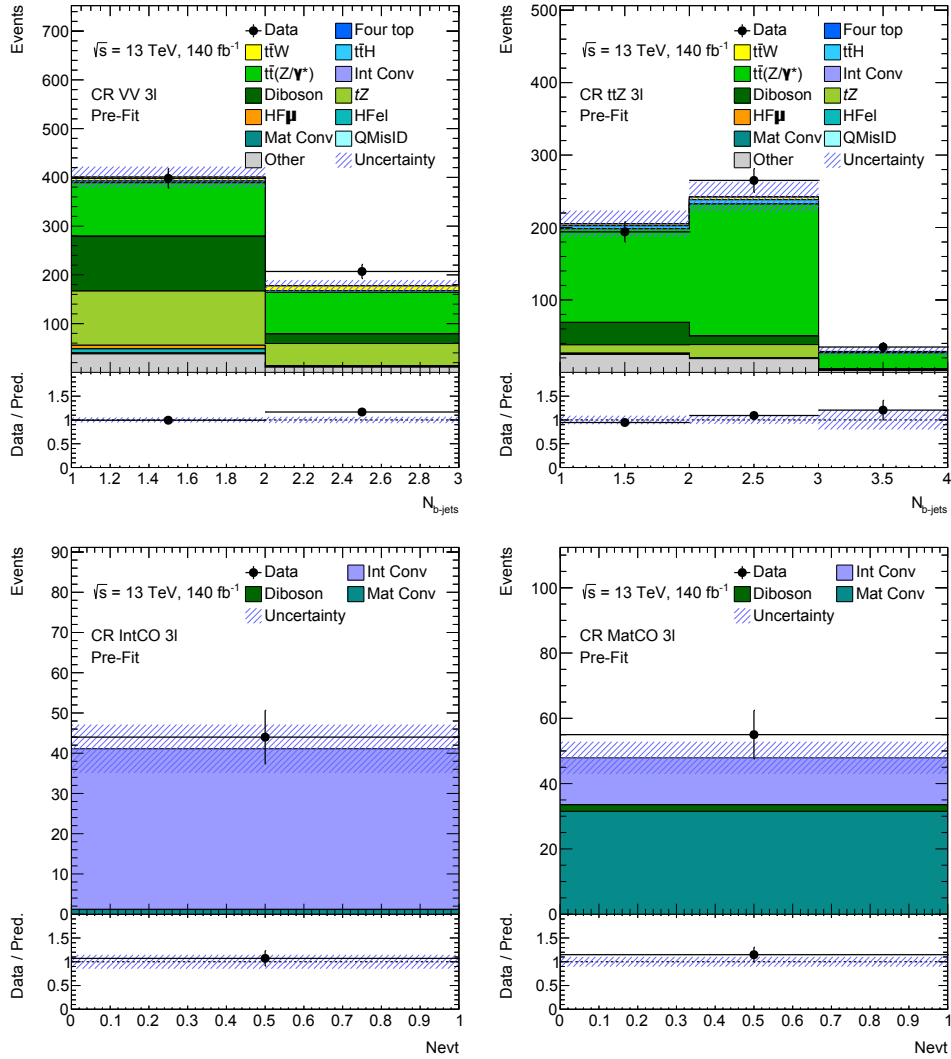 Events
700
600
500
400
300
200
100
√s = 13 TeV, 140 fb⁻¹
CR VV 3l
Pre-Fit
Data
tt̄W
tt̄(Z/γ*)
Diboson
HFμ
Mat Conv
Other
Four top
tt̄H
Int Conv
tZ
HFel
QMisID
Uncertainty
Data / Pred.
1.5
1
0.5
0
1 1.2 1.4 1.6 1.8 2 2.2 2.4 2.6 2.8 3
N_b-jets
Events
500
400
300
200
100
√s = 13 TeV, 140 fb⁻¹
CR ttZ 3l
Pre-Fit
Data
tt̄W
tt̄(Z/γ*)
Diboson
HFμ
Mat Conv
Other
Four top
tt̄H
Int Conv
tZ
HFel
QMisID
Uncertainty
Data / Pred.
1.5
1
0.5
0
1 1.5 2 2.5 3 3.5 4
N_b-jets
Events
90
80
70
60
50
40
30
20
10
0
√s = 13 TeV, 140 fb⁻¹
CR IntCO 3l
Pre-Fit
Data
Diboson
Uncertainty
Int Conv
Mat Conv
Data / Pred.
1.5
1
0.5
0
0 0.1 0.2 0.3 0.4 0.5 0.6 0.7 0.8 0.9 1
Nevt
Events
100
80
60
40
20
0
√s = 13 TeV, 140 fb⁻¹
CR MatCO 3l
Pre-Fit
Data
Diboson
Uncertainty
Int Conv
Mat Conv
Data / Pred.
1.5
1
0.5
0
0 0.1 0.2 0.3 0.4 0.5 0.6 0.7 0.8 0.9 1
Nevt